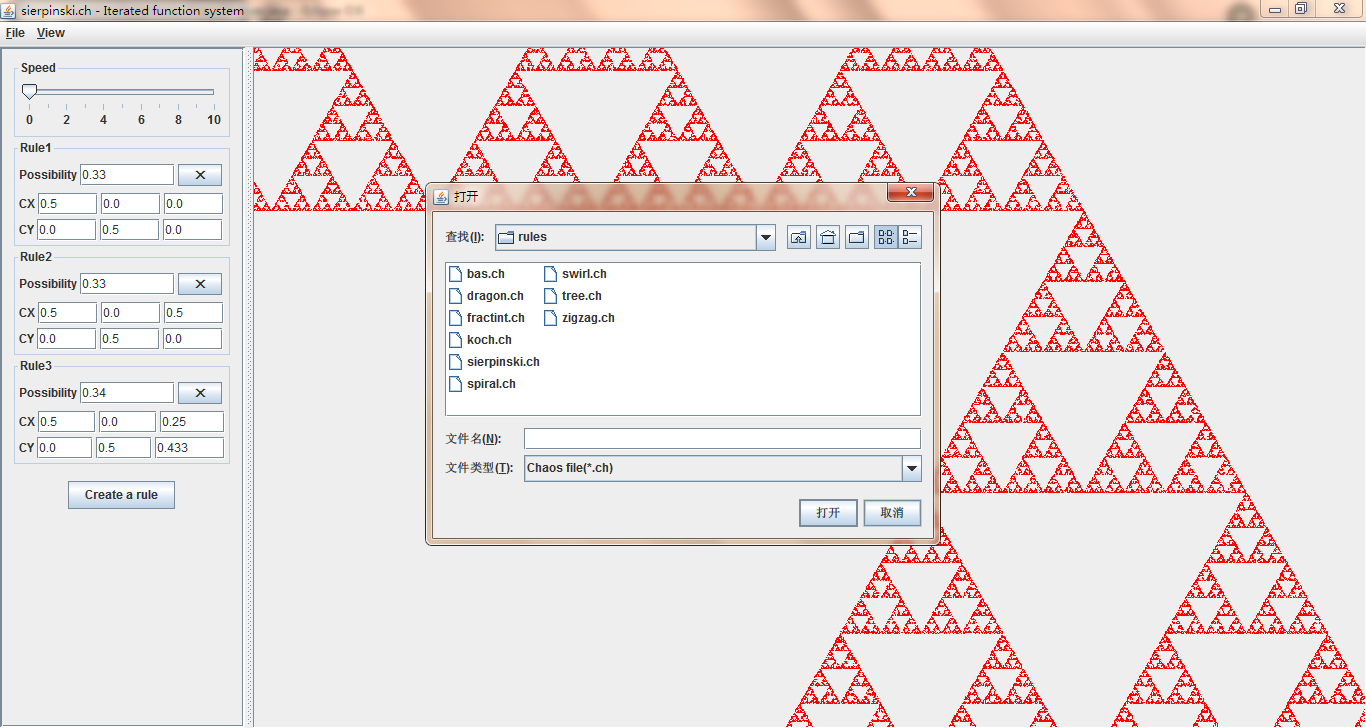 sierpinski.ch - Iterated function system
File View
Speed
0 2 4 6 8 10
Rule1
Possibility 0.33 X
CX 0.5 0.0 0.0
CY 0.0 0.5 0.0
Rule2
Possibility 0.33 X
CX 0.5 0.0 0.5
CY 0.0 0.5 0.0
Rule3
Possibility 0.34 X
CX 0.5 0.0 0.25
CY 0.0 0.5 0.433
Create a rule
打开
查找(I): rules
bas.ch swirl.ch
dragon.ch tree.ch
fractint.ch zigzag.ch
koch.ch
sierpinski.ch
spiral.ch
文件名(N):
文件类型(T): Chaos file(*.ch)
打开 取消